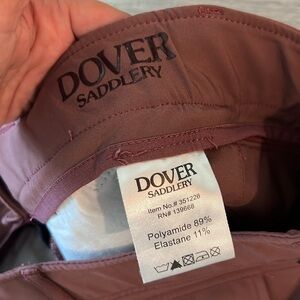 DOVER
SADDLERY
DOVER
SADDLERY
Item No.# 351226
RN# 139668
Polyamide 89%
Elastane 11%